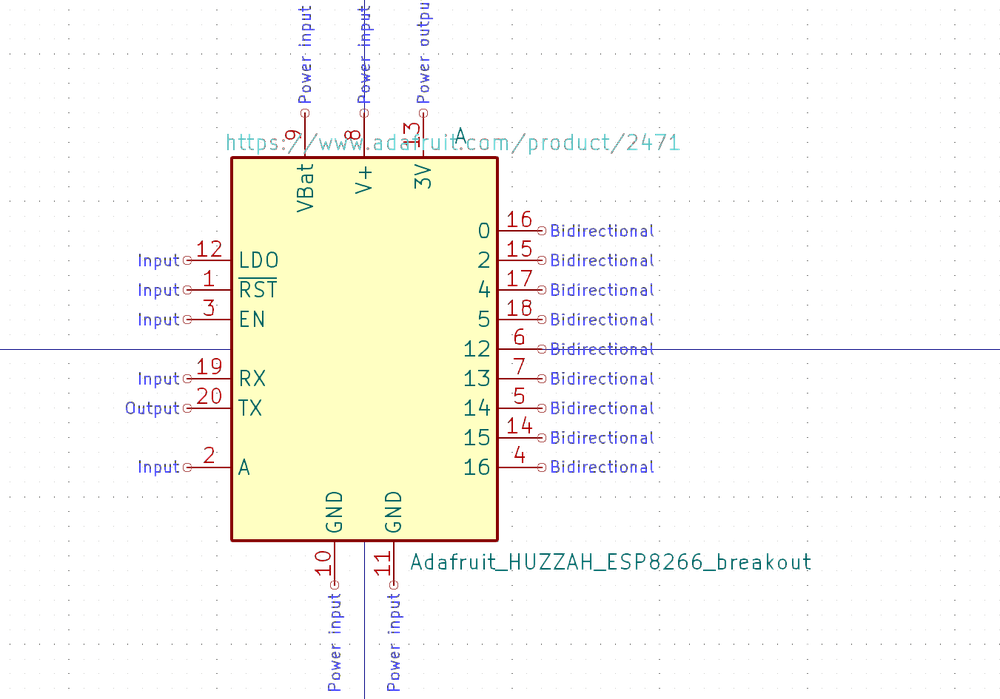 Power input
Power input
Power outpu
9
8
13
A
https://www.adafruit.com/product/2471
VBat
V+
3V
0 16 Bidirectional
Input 12 LDO
2 15 Bidirectional
Input 1 RST
4 17 Bidirectional
Input 3 EN
5 18 Bidirectional
12 6 Bidirectional
Input 19 RX
13 7 Bidirectional
Output 20 TX
14 5 Bidirectional
15 14 Bidirectional
Input 2 A
16 4 Bidirectional
GND
GND
10
11
Adafruit_HUZZAH_ESP8266_breakout
Power input
Power input